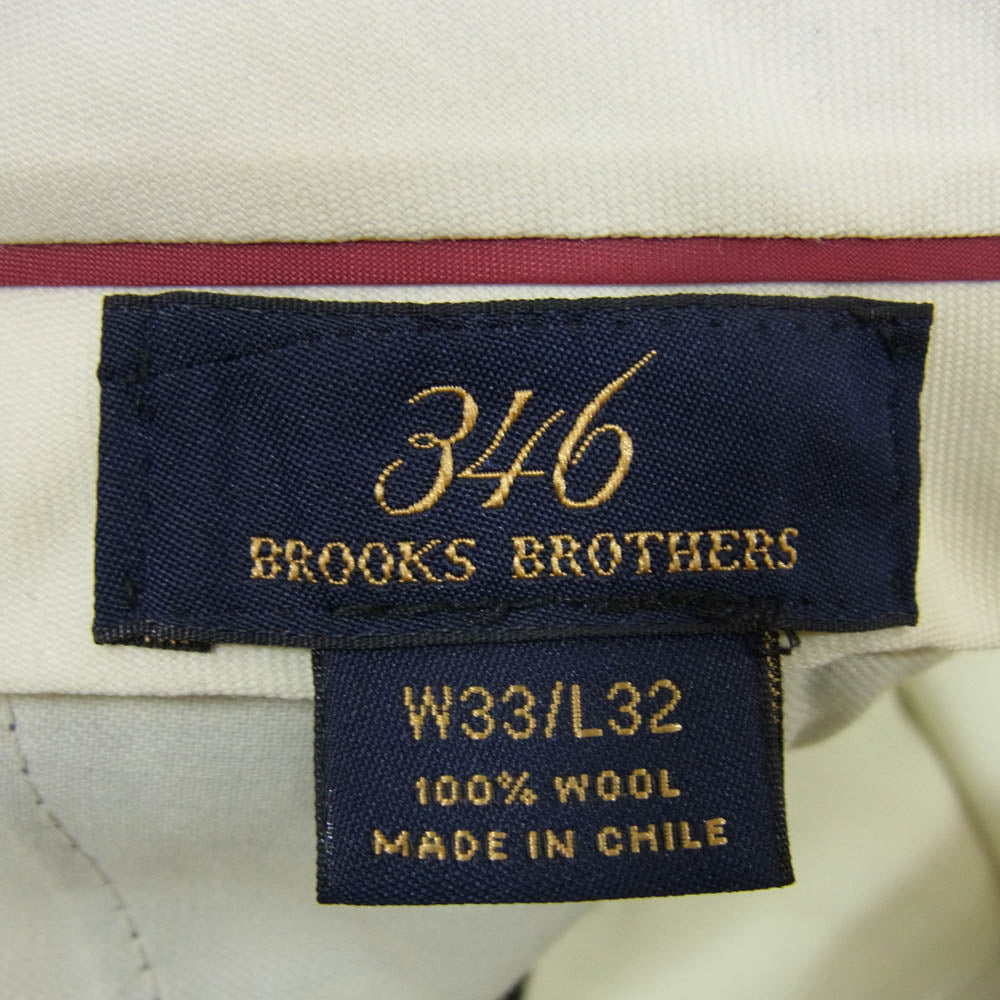 346
BROOKS BROTHERS
W33/L32
100% WOOL
MADE IN CHILE